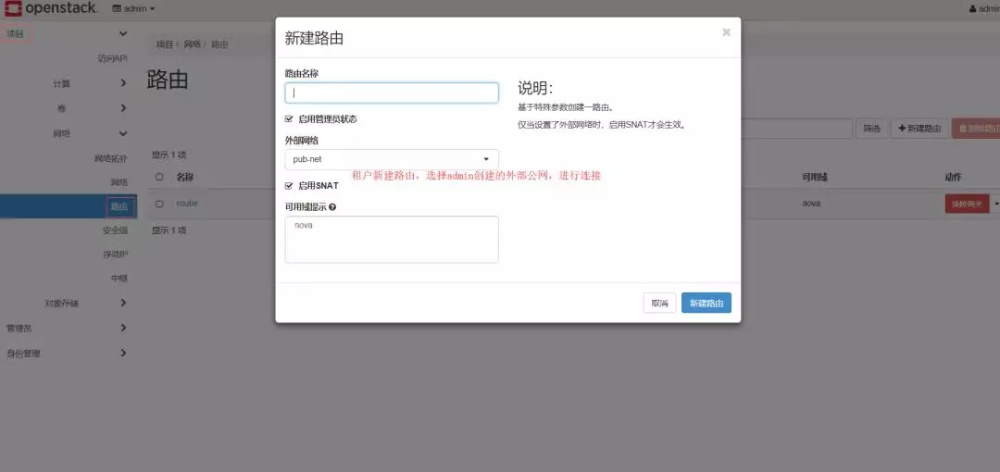 openstack.
admin
admin
项目
访问API
计算
卷
网络
网络拓扑
网络
路由
安全组
浮动IP
中继
对象存储
管理员
身份管理
项目 / 网络 / 路由
路由
筛选
新建路由
删除路由
显示 1 项
名称
可用域
动作
router
nova
清除网关
显示 1 项
新建路由
路由名称
启用管理员状态
外部网络
pub-net
启用SNAT
可用域提示
nova
说明:
基于特殊参数创建一路由。
仅当设置了外部网络时，启用SNAT才会生效。
租户新建路由，选择admin创建的外部公网，进行连接
取消
新建路由